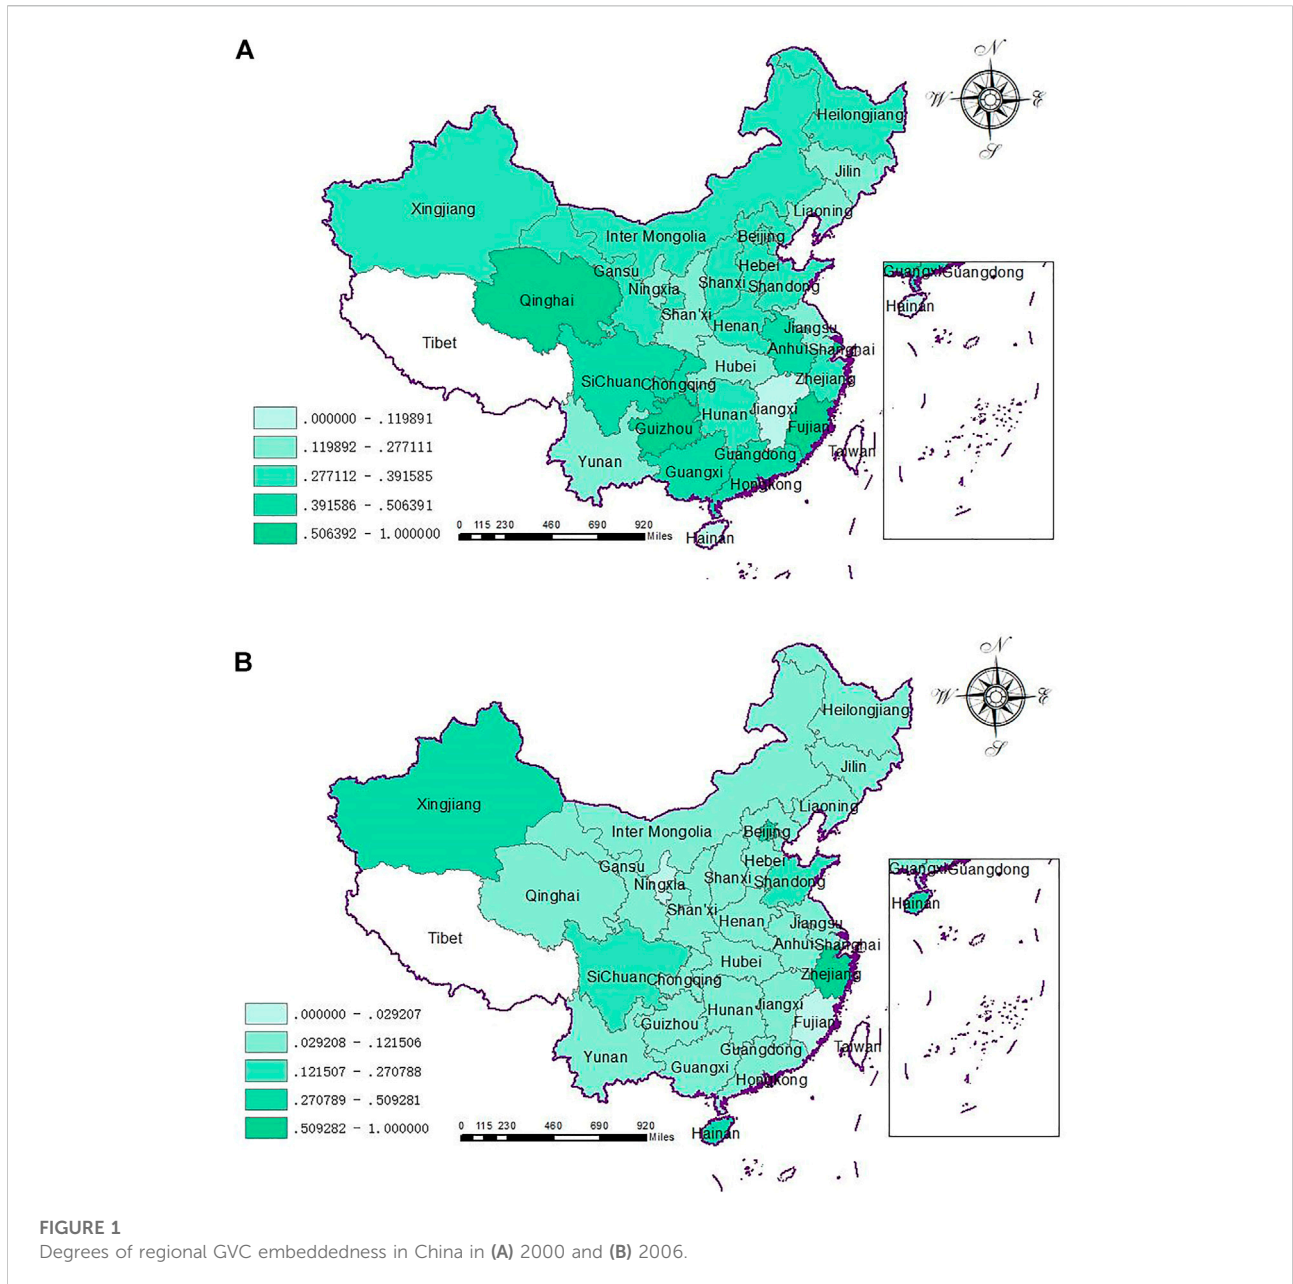 A
N
W
E
S
Heilongjiang
Jilin
Liaoning
Xingjiang
Inter Mongolia
Beijing
Gansu
Hebei
Ningxia
Shanxi
Shandong
Qinghai
Shan'xi
Henan
Jiangsu
Tibet
Anhui
Shanghai
Hubei
SiChuan
Chongqing
Zhejiang
Hunan
Jiangxi
Guizhou
Fujian
Yunan
Guangdong
Taiwan
Guangxi
Hongkong
Hainan
Guangxi
Guangdong
Hainan
.000000 - .119891
.119892 - .277111
.277112 - .391585
.391586 - .506391
.506392 - 1.000000
0 115 230 460 690 920
Miles
B
N
W
E
S
Heilongjiang
Jilin
Liaoning
Xingjiang
Inter Mongolia
Beijing
Gansu
Hebei
Ningxia
Shanxi
Shandong
Qinghai
Shan'xi
Henan
Jiangsu
Tibet
Anhui
Shanghai
Hubei
SiChuan
Chongqing
Zhejiang
Hunan
Jiangxi
Guizhou
Fujian
Yunan
Guangdong
Taiwan
Guangxi
Hongkong
Hainan
Guangxi
Guangdong
Hainan
.000000 - .029207
.029208 - .121506
.121507 - .270788
.270789 - .509281
.509282 - 1.000000
0 115 230 460 690 920
Miles
FIGURE 1
Degrees of regional GVC embeddedness in China in (A) 2000 and (B) 2006.